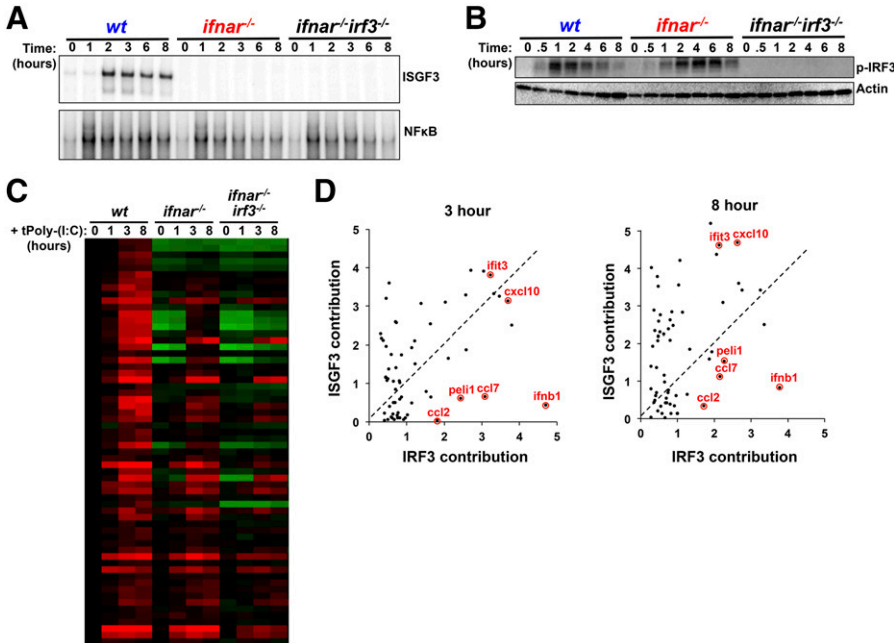 A
wt
ifnar-/-
ifnar-/-irf3-/-
Time: 0 1 2 3 6 8 0 1 2 3 6 8 0 1 2 3 6 8
(hours)
ISGF3
NFκB
B
wt
ifnar-/-
ifnar-/-irf3-/-
Time: 0 .5 1 2 4 6 8 0 .5 1 2 4 6 8 0 .5 1 2 4 6 8
(hours)
p-IRF3
Actin
C
wt
ifnar-/-
ifnar-/-
irf3-/-
+ tPoly-(I:C) 0 1 3 8 0 1 3 8 0 1 3 8
(hours)
D
3 hour
ISGF3 contribution
5
4
3
2
1
0
ifit3
cxcl10
peli1
ccl7
ccl2
ifnb1
0 1 2 3 4 5
IRF3 contribution
8 hour
ISGF3 contribution
5
4
3
2
1
0
ifit3
cxcl10
peli1
ccl7
ccl2
ifnb1
0 1 2 3 4 5
IRF3 contribution